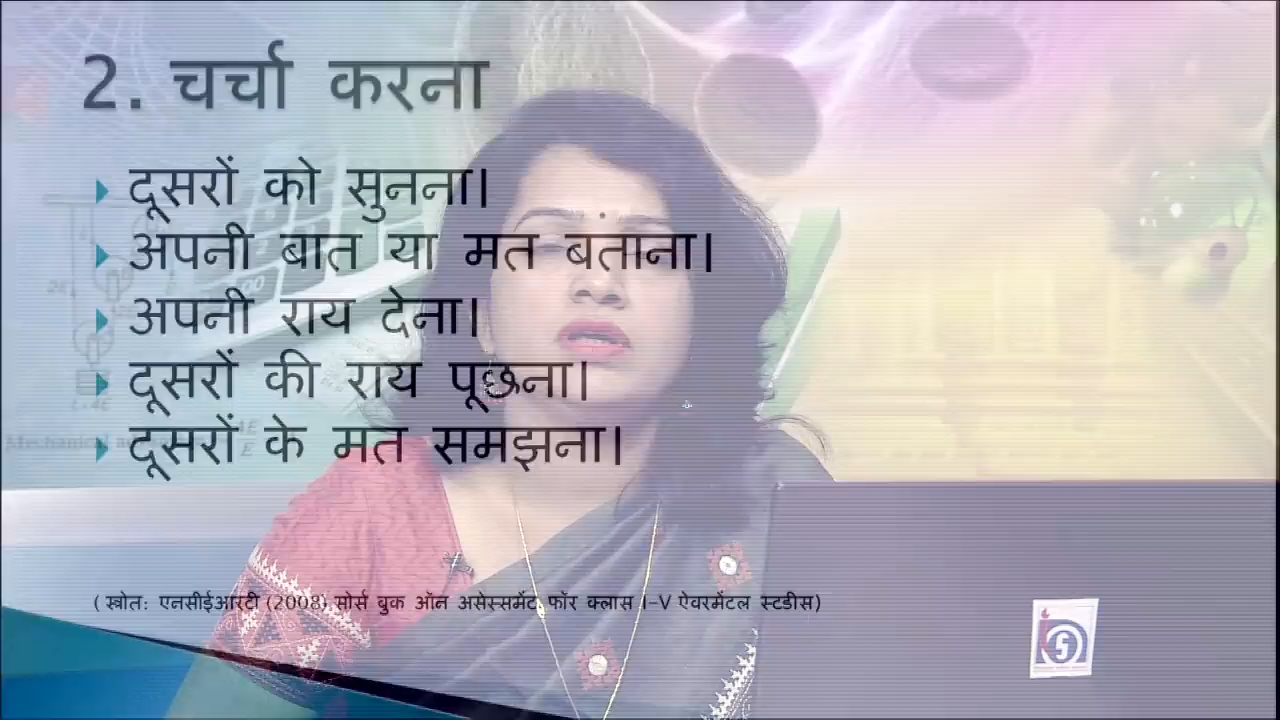 2. चर्चा करना
दूसरों को सुनना।
अपनी बात या मत बताना।
अपनी राय देना।
दूसरों की राय पूछना।
दूसरों के मत समझना।
( स्त्रोत: एनसीईआरटी (2008) सोर्स बुक ऑन असेस्समेंट फॉर क्लास I-V ऐवरमेंटल स्टडीस)